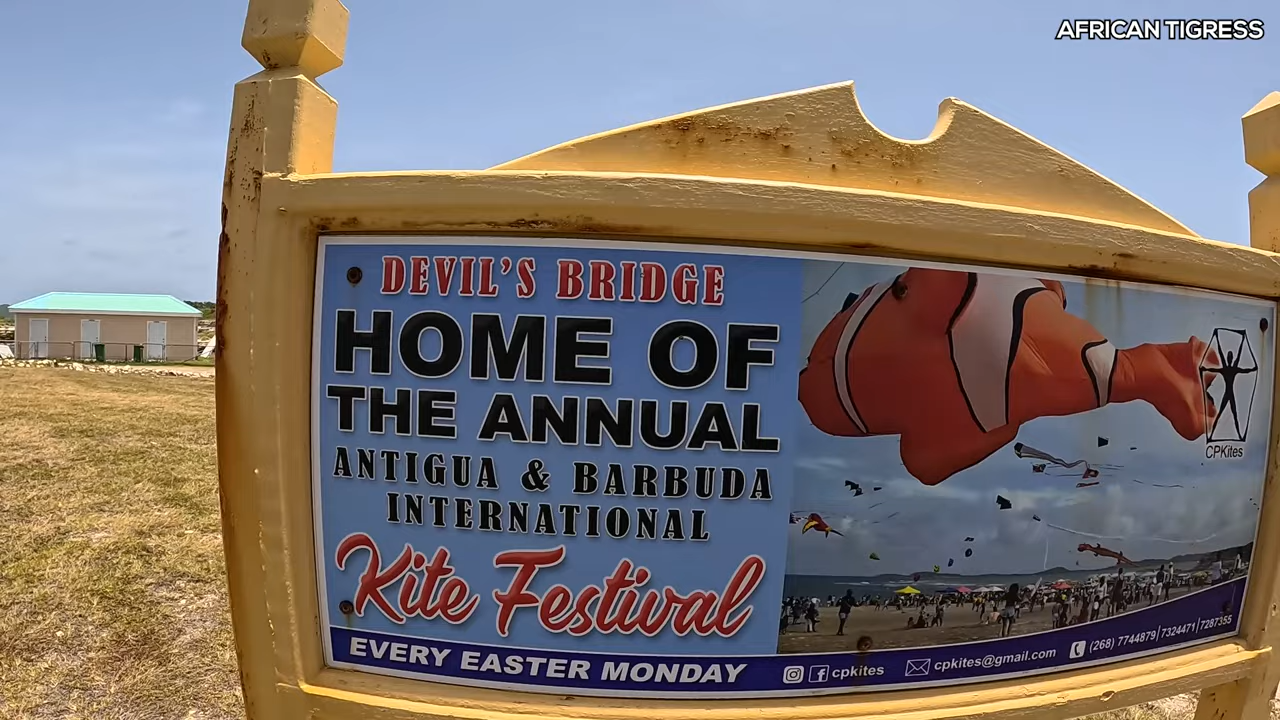 AFRICAN TIGRESS
DEVIL'S BRIDGE
HOME OF
THE ANNUAL
ANTIGUA & BARBUDA
INTERNATIONAL
Kite Festival
EVERY EASTER MONDAY
cpkites
cpkites@gmail.com
(268) 7744879|7324471|7287355
CPKites